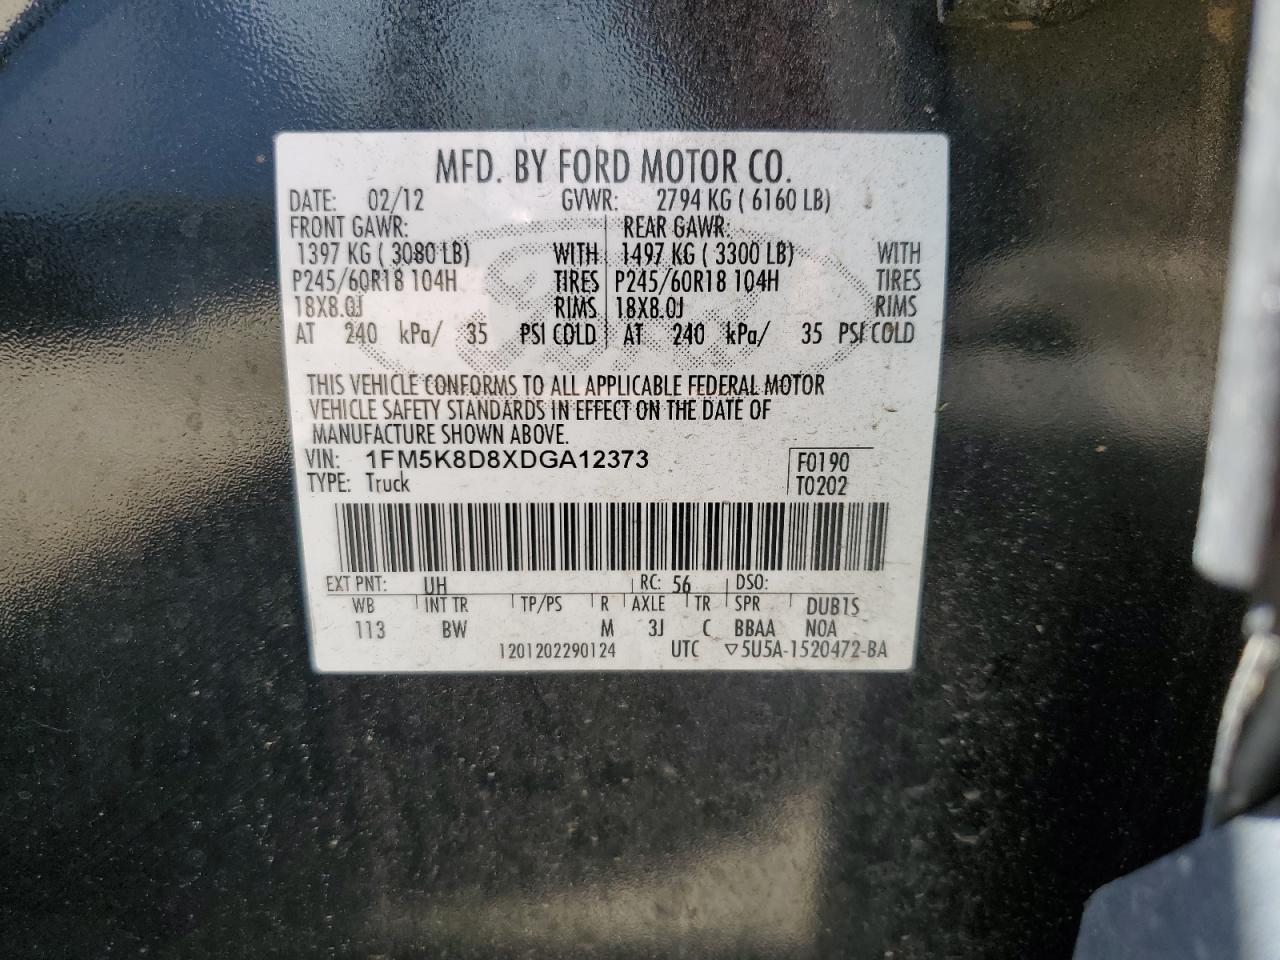 MFD. BY FORD MOTOR CO.
DATE: 02/12 GVWR: 2794 KG ( 6160 LB)
FRONT GAWR: REAR GAWR:
1397 KG ( 3080 LB) WITH 1497 KG ( 3300 LB) WITH
P245/60R18 104H TIRES P245/60R18 104H TIRES
18X8.0J RIMS 18X8.0J RIMS
AT 240 kPa/ 35 PSI COLD AT 240 kPa/ 35 PSI COLD
THIS VEHICLE CONFORMS TO ALL APPLICABLE FEDERAL MOTOR
VEHICLE SAFETY STANDARDS IN EFFECT ON THE DATE OF
MANUFACTURE SHOWN ABOVE.
VIN: 1FM5K8D8XDGA12373 F0190
TYPE: Truck T0202
EXT PNT: UH RC: 56 DSO:
WB INT TR TP/PS R AXLE TR SPR DUB1S
113 BW M 3J C BBAA NOA
1201202290124 UTC ▽5U5A-1520472-BA